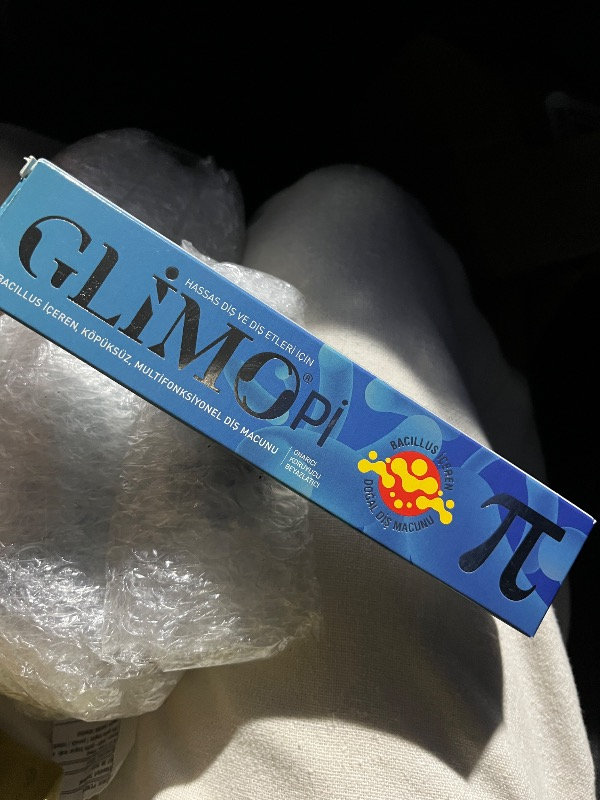 GLİMO® Pİ
HASSAS DİŞ VE DİŞ ETLERİ İÇİN
BACILLUS İÇEREN, KÖPÜKSÜZ, MULTİFONKSİYONEL DİŞ MACUNU
ONARICI
KORUYUCU
BEYAZLATICI
BACILLUS İÇEREN
DOĞAL DİŞ MACUNU
π